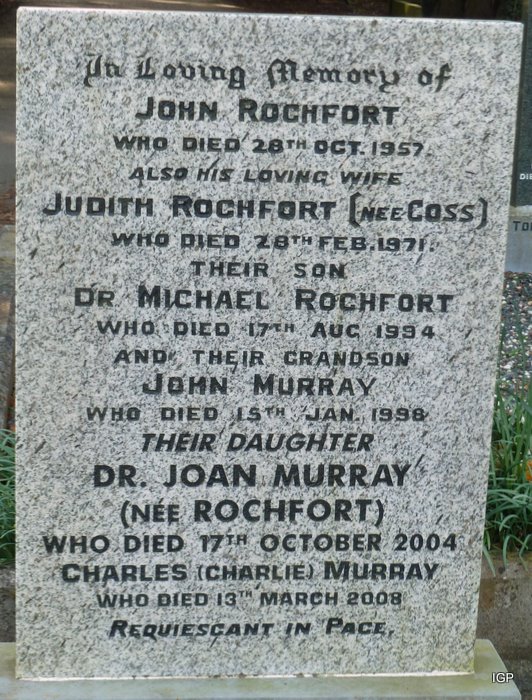 In Loving Memory of
JOHN ROCHFORT
WHO DIED 28TH OCT. 1957.
ALSO HIS LOVING WIFE
JUDITH ROCHFORT (NEE COSS)
WHO DIED 28TH FEB. 1971.
THEIR SON
DR MICHAEL ROCHFORT
WHO DIED 17TH AUG 1994
AND THEIR GRANDSON
JOHN MURRAY
WHO DIED 15TH JAN. 1998
THEIR DAUGHTER
DR. JOAN MURRAY
(NÉE ROCHFORT)
WHO DIED 17TH OCTOBER 2004
CHARLES (CHARLIE) MURRAY
WHO DIED 13TH MARCH 2008
REQUIESCANT IN PACE.
IGP